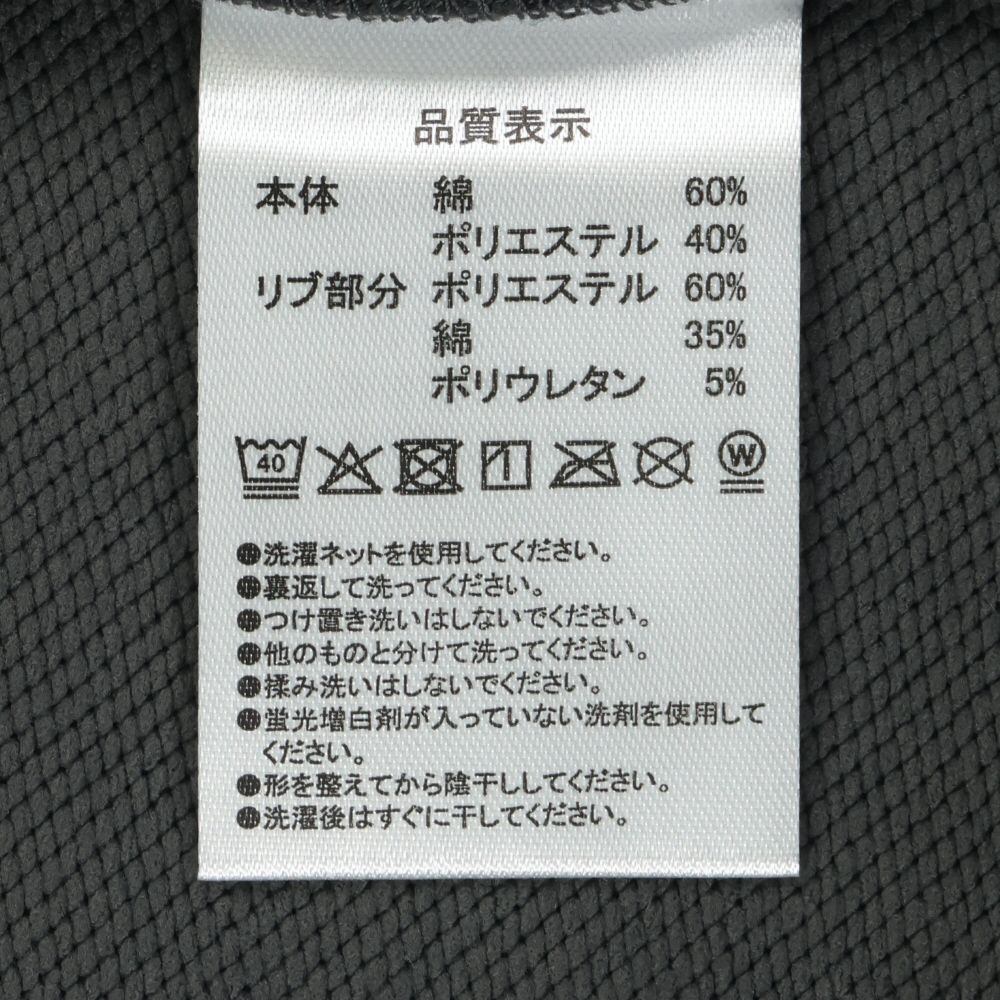 品質表示
本体 綿 60%
ポリエステル 40%
リブ部分 ポリエステル 60%
綿 35%
ポリウレタン 5%
40 W
●洗濯ネットを使用してください。
●裏返して洗ってください。
●つけ置き洗いはしないでください。
●他のものと分けて洗ってください。
●揉み洗いはしないでください。
●蛍光増白剤が入っていない洗剤を使用して
ください。
●形を整えてから陰干ししてください。
●洗濯後はすぐに干してください。